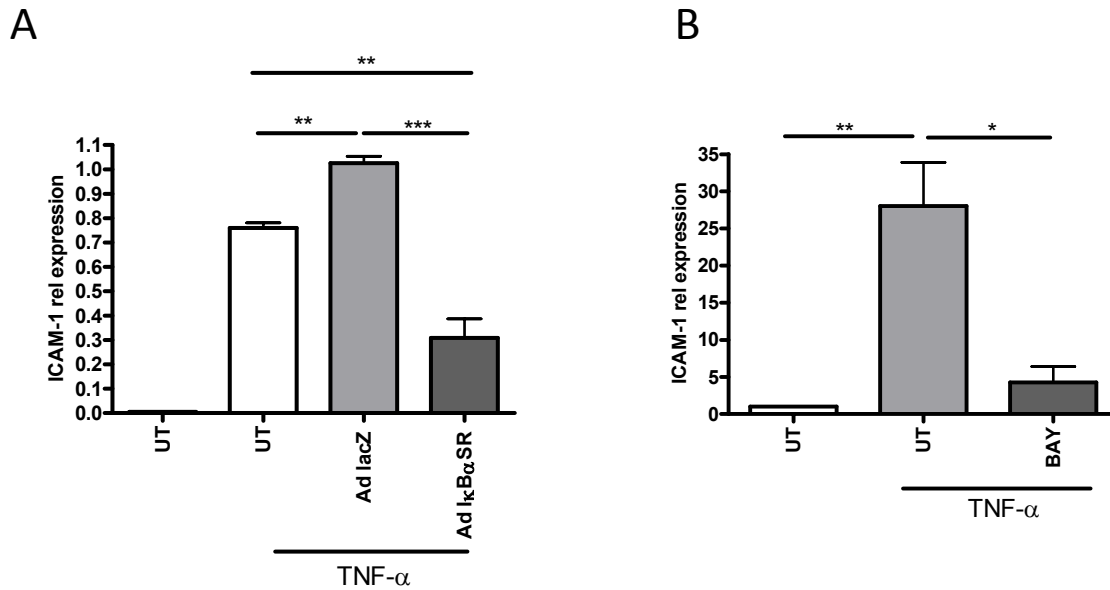 A
**
** ***
ICAM-1 rel expression
1.1
1.0
0.9
0.8
0.7
0.6
0.5
0.4
0.3
0.2
0.1
0.0
UT
UT
Ad lacZ
Ad IκBαSR
TNF-α
B
** *
ICAM-1 rel expression
35
30
25
20
15
10
5
0
UT
UT
BAY
TNF-α